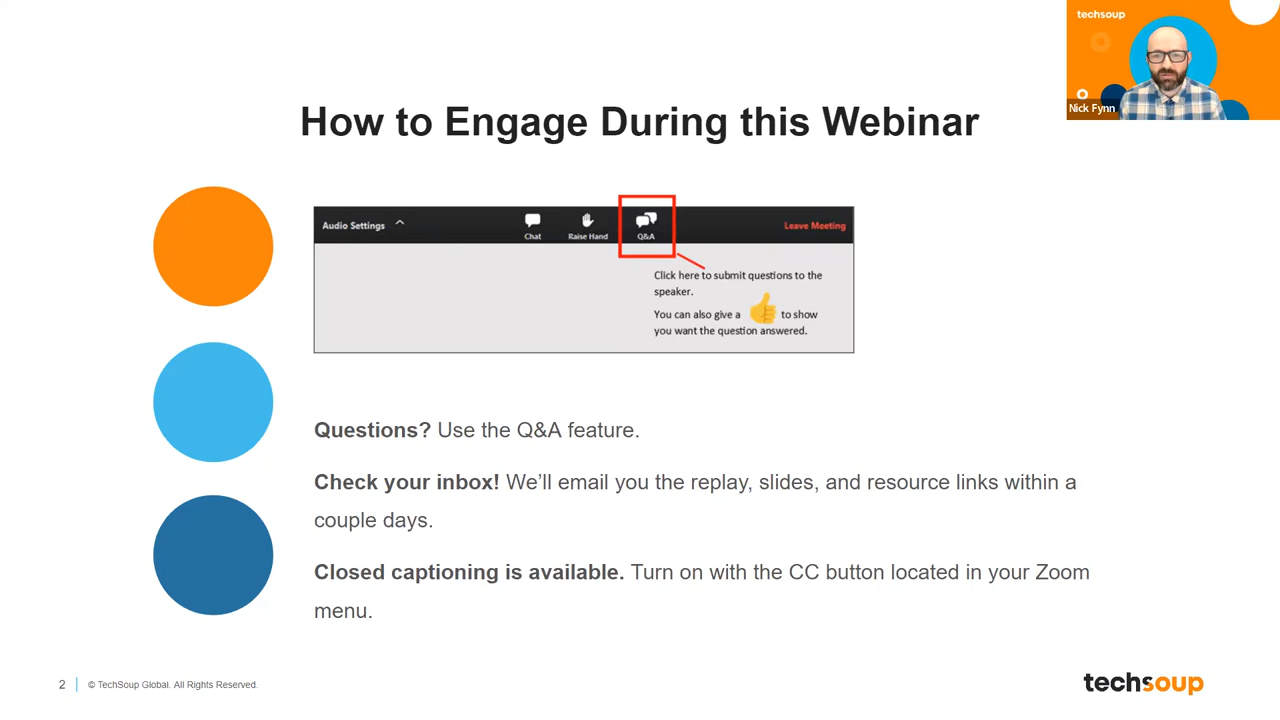 techsoup
Nick Fynn
How to Engage During this Webinar
Audio Settings
Chat
Raise Hand
Q&A
Leave Meeting
Click here to submit questions to the
speaker.
You can also give a to show
you want the question answered.
Questions? Use the Q&A feature.
Check your inbox! We’ll email you the replay, slides, and resource links within a
couple days.
Closed captioning is available. Turn on with the CC button located in your Zoom
menu.
2
© TechSoup Global. All Rights Reserved.
techsoup